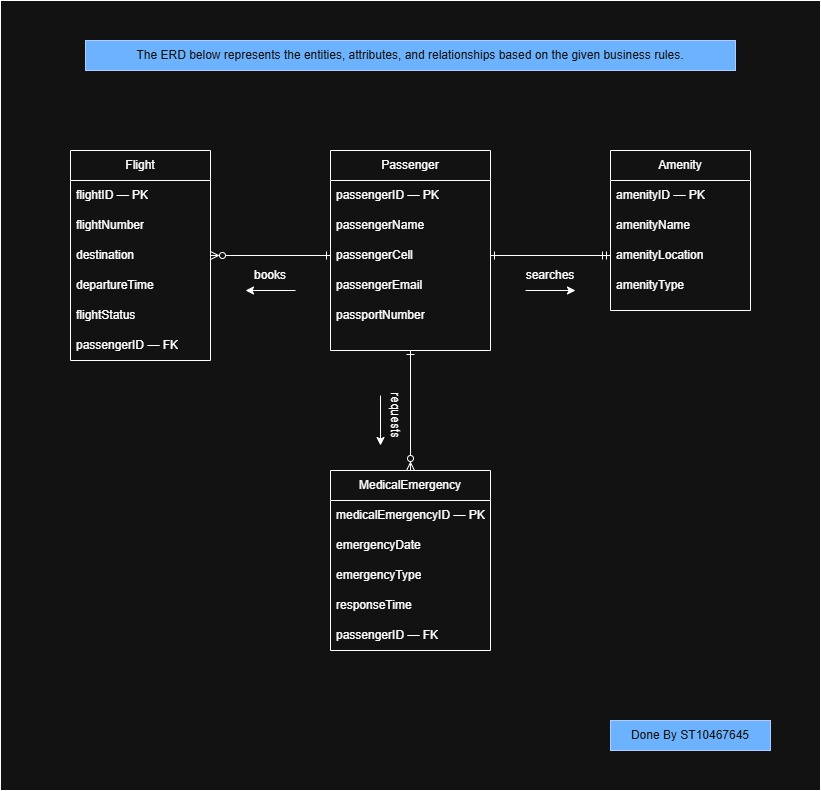 The ERD below represents the entities, attributes, and relationships based on the given business rules.
Flight
flightID — PK
flightNumber
destination
departureTime
flightStatus
passengerID — FK
books
Passenger
passengerID — PK
passengerName
passengerCell
passengerEmail
passportNumber
searches
Amenity
amenityID — PK
amenityName
amenityLocation
amenityType
requests
MedicalEmergency
medicalEmergencyID — PK
emergencyDate
emergencyType
responseTime
passengerID — FK
Done By ST10467645